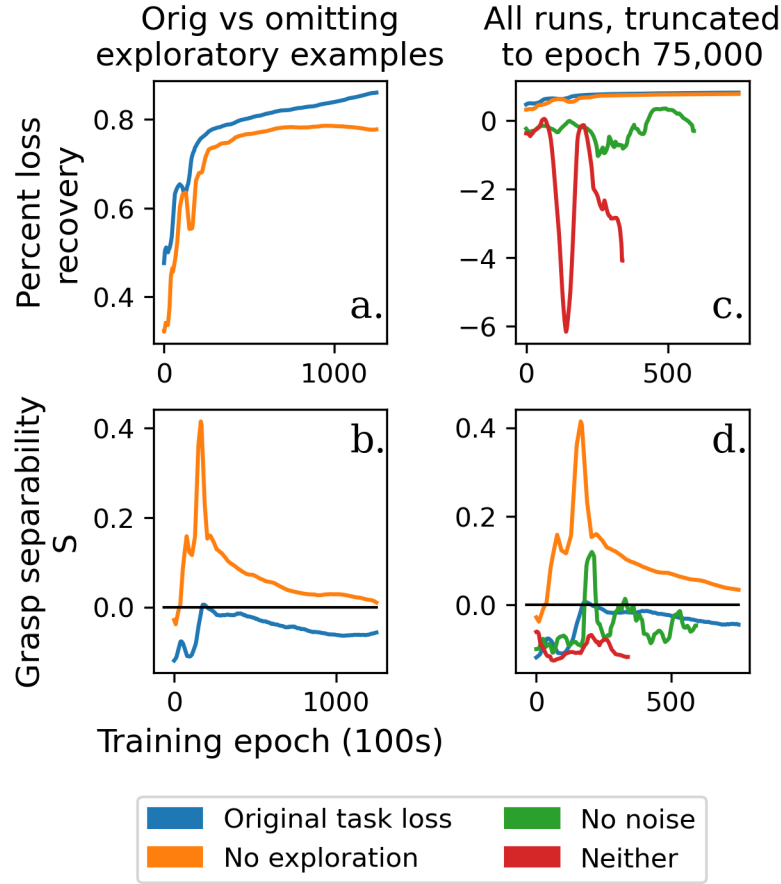 Orig vs omitting
exploratory examples
All runs, truncated
to epoch 75,000
Percent loss
recovery
0.8
0.6
0.4
0
1000
a.
0
−2
−4
−6
0
500
c.
Grasp separability
S
0.4
0.2
0.0
0
1000
b.
0.4
0.2
0.0
0
500
d.
Training epoch (100s)
Original task loss
No exploration
No noise
Neither